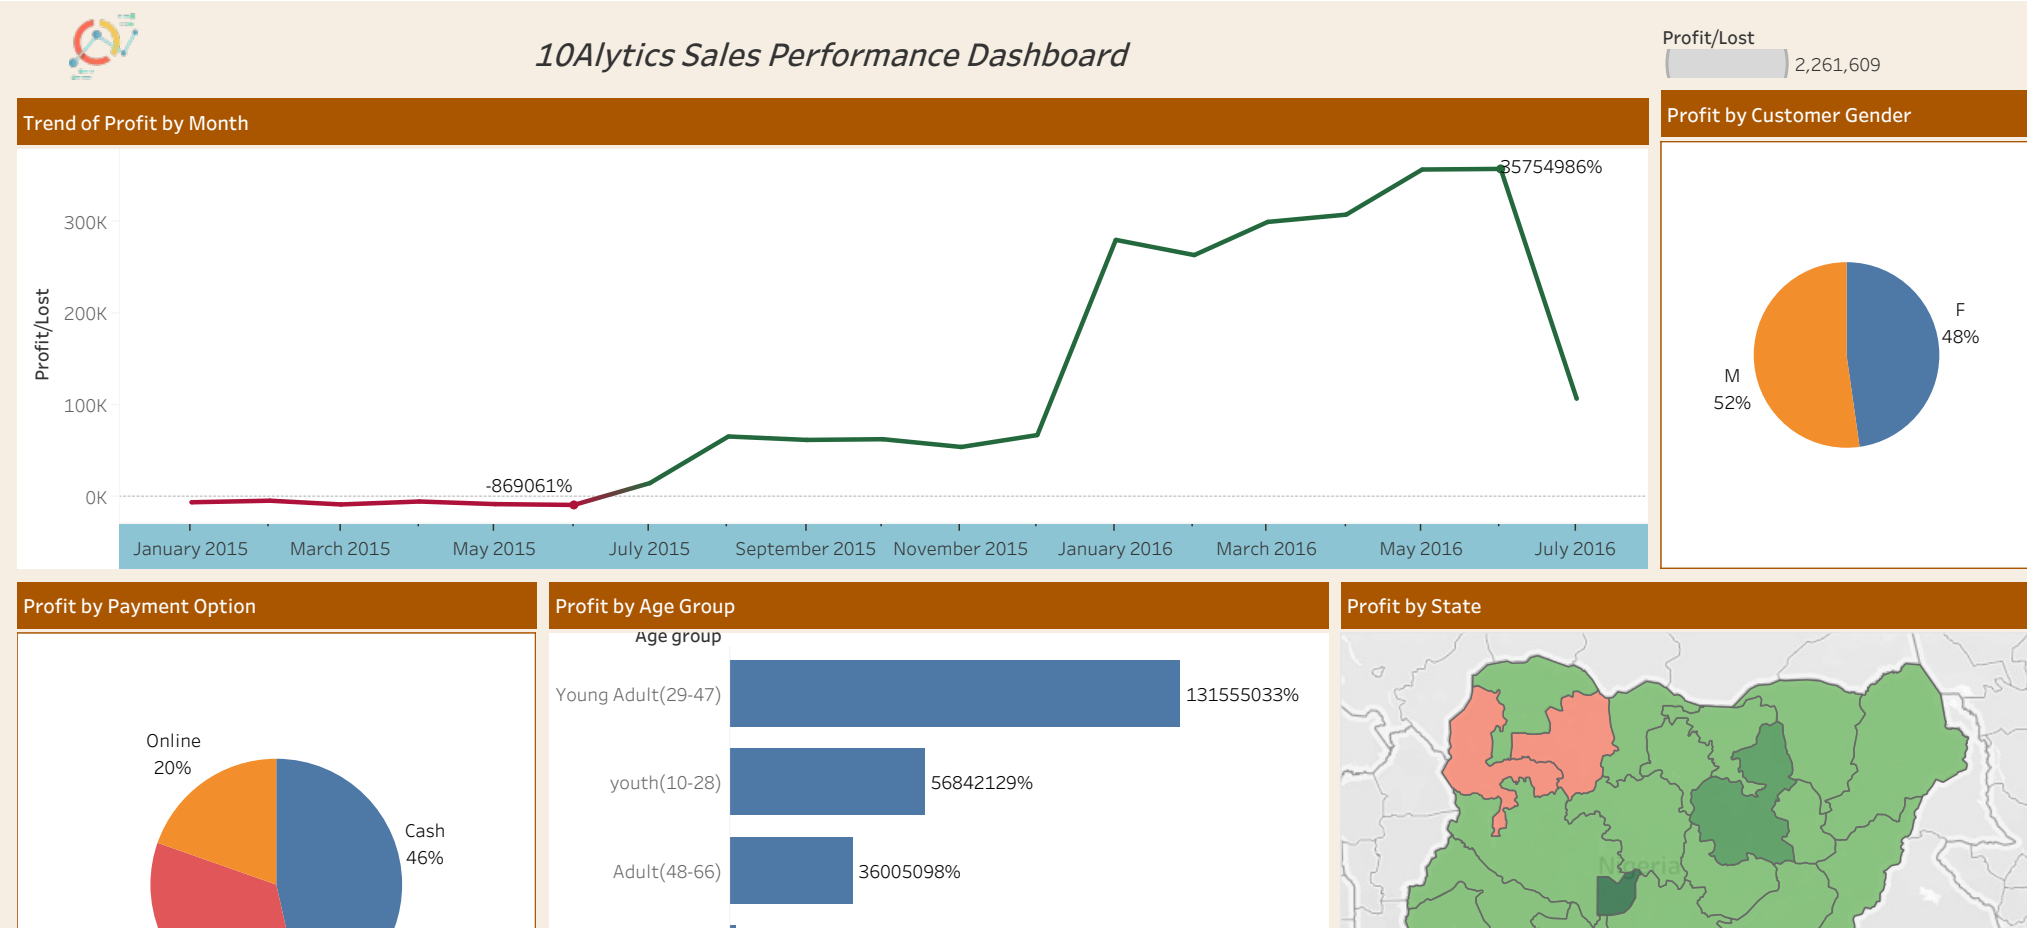 10Alytics Sales Performance Dashboard
Profit/Lost
2,261,609
Trend of Profit by Month
Profit by Customer Gender
35754986%
300K
200K
100K
0K
Profit/Lost
-869061%
January 2015
March 2015
May 2015
July 2015
September 2015
November 2015
January 2016
March 2016
May 2016
July 2016
F
48%
M
52%
Profit by Payment Option
Online
20%
Cash
46%
Profit by Age Group
Age group
Young Adult(29-47)
131555033%
youth(10-28)
56842129%
Adult(48-66)
36005098%
Profit by State
Nigeria